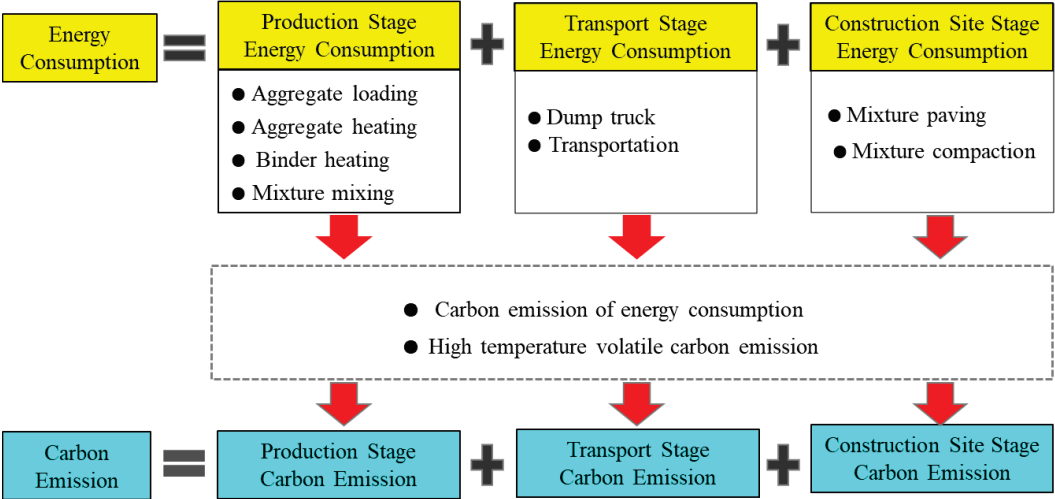 Energy
Consumption
Production Stage
Energy Consumption
Transport Stage
Energy Consumption
Construction Site Stage
Energy Consumption
● Aggregate loading
● Aggregate heating
● Binder heating
● Mixture mixing
● Dump truck
● Transportation
● Mixture paving
● Mixture compaction
● Carbon emission of energy consumption
● High temperature volatile carbon emission
Carbon
Emission
Production Stage
Carbon Emission
Transport Stage
Carbon Emission
Construction Site Stage
Carbon Emission